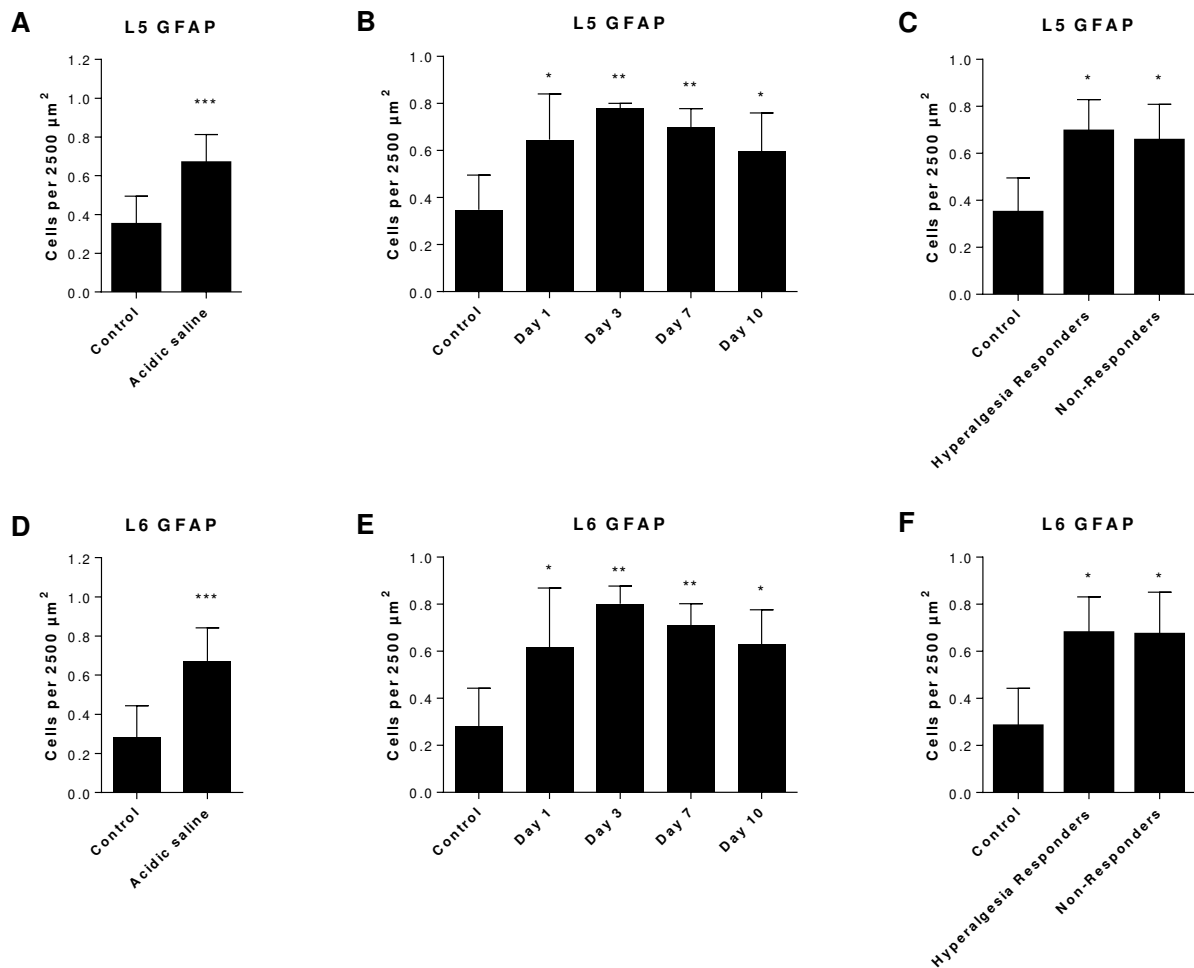 A
L5 GFAP
Cells per 2500 µm²
1.2
1.0
0.8
0.6
0.4
0.2
0.0
***
Control
Acidic saline
B
L5 GFAP
Cells per 2500 µm²
1.0
0.8
0.6
0.4
0.2
0.0
*
**
**
*
Control
Day 1
Day 3
Day 7
Day 10
C
L5 GFAP
Cells per 2500 µm²
1.0
0.8
0.6
0.4
0.2
0.0
*
*
Control
Hyperalgesia Responders
Non-Responders
D
L6 GFAP
Cells per 2500 µm²
1.2
1.0
0.8
0.6
0.4
0.2
0.0
***
Control
Acidic saline
E
L6 GFAP
Cells per 2500 µm²
1.0
0.8
0.6
0.4
0.2
0.0
*
**
**
*
Control
Day 1
Day 3
Day 7
Day 10
F
L6 GFAP
Cells per 2500 µm²
1.0
0.8
0.6
0.4
0.2
0.0
*
*
Control
Hyperalgesia Responders
Non-Responders